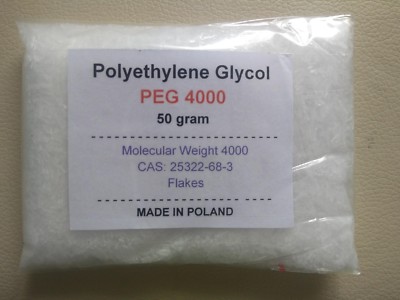 Polyethylene Glycol
PEG 4000
50 gram
Molecular Weight 4000
CAS: 25322-68-3
Flakes
MADE IN POLAND